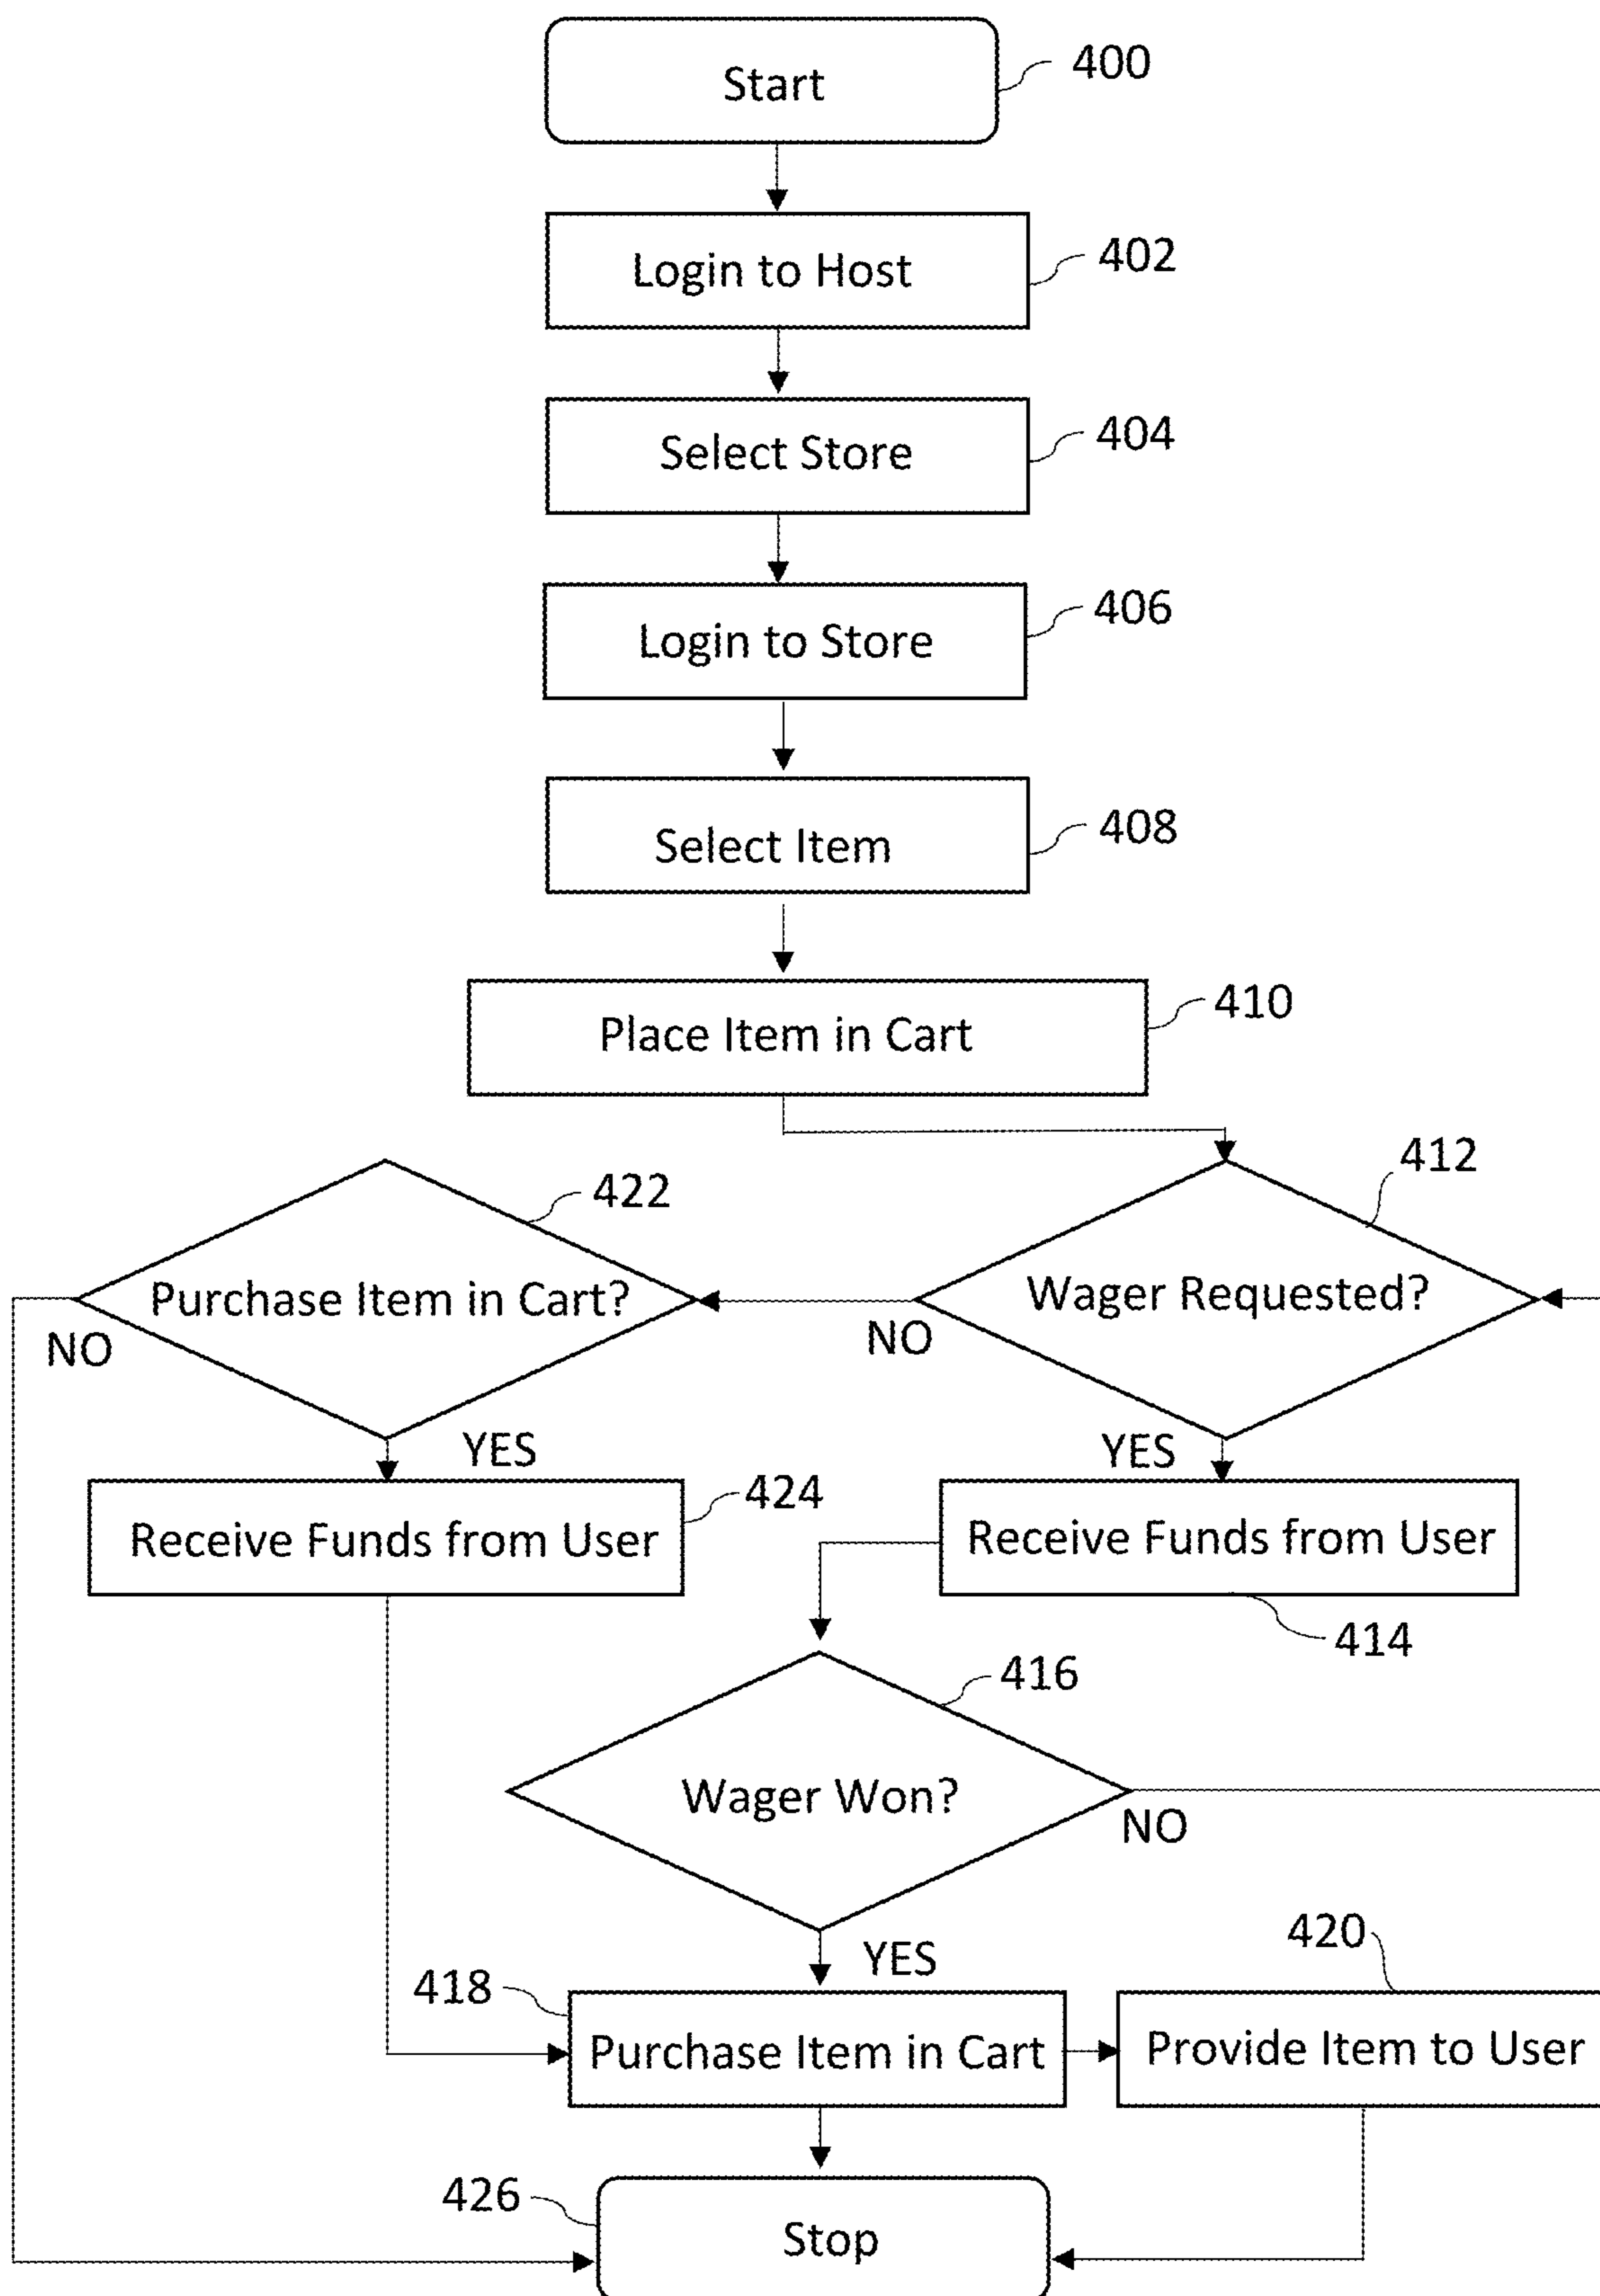 Start
400
Login to Host
402
Select Store
404
Login to Store
406
Select Item
408
Place Item in Cart
410
422
412
Purchase Item in Cart?
Wager Requested?
NO
NO
YES
YES
Receive Funds from User
424
Receive Funds from User
414
416
Wager Won?
NO
YES
420
418
Purchase Item in Cart
Provide Item to User
426
Stop